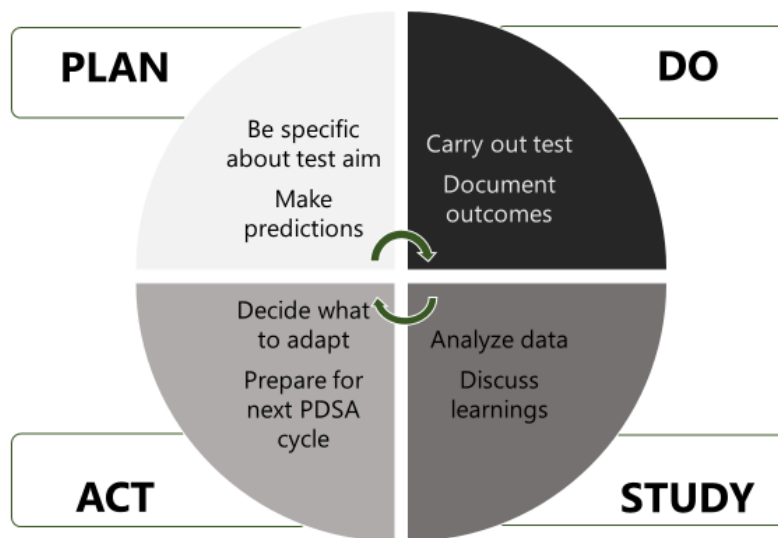 PLAN
Be specific
about test aim
Make
predictions
DO
Carry out test
Document
outcomes
Decide what
to adapt
Prepare for
next PDSA
cycle
ACT
Analyze data
Discuss
learnings
STUDY